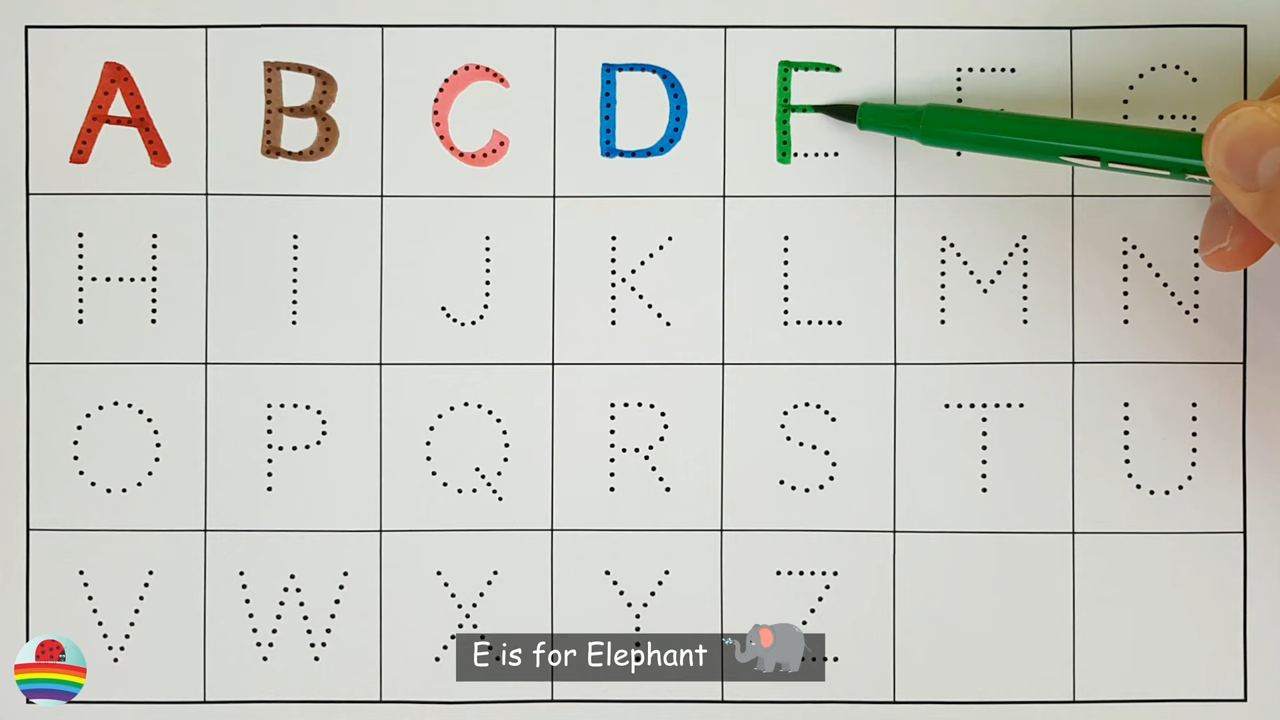 A B C D E F G
H I J K L M N
O P Q R S T U
V W X Y Z
E is for Elephant